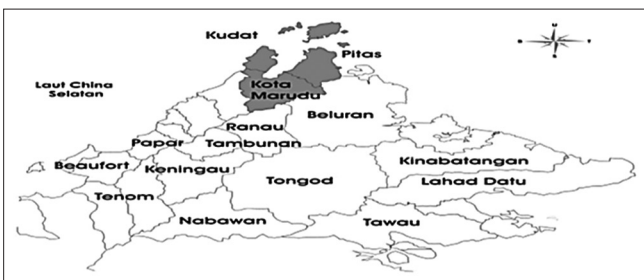 Kudat
Pitas
Laut China
Selatan
Kota
Marudu
Beluran
Ranau
Papar
Tambunan
Beaufort
Keningau
Kinabatangan
Tongod
Lahad Datu
Tenom
Nabawan
Tawau